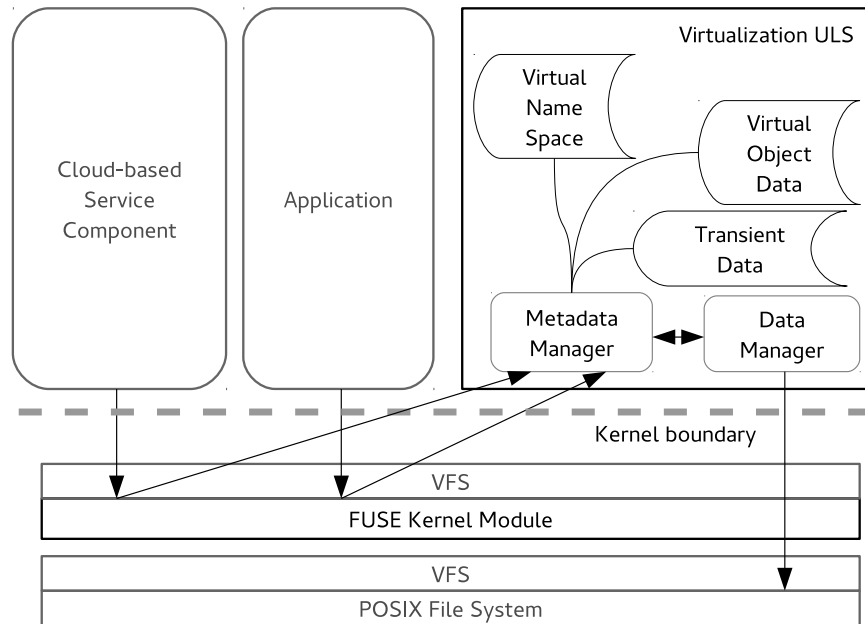 Virtualization ULS
Virtual
Name
Space
Virtual
Object
Data
Cloud-based
Service
Component
Application
Transient
Data
Metadata
Manager
Data
Manager
Kernel boundary
VFS
FUSE Kernel Module
VFS
POSIX File System